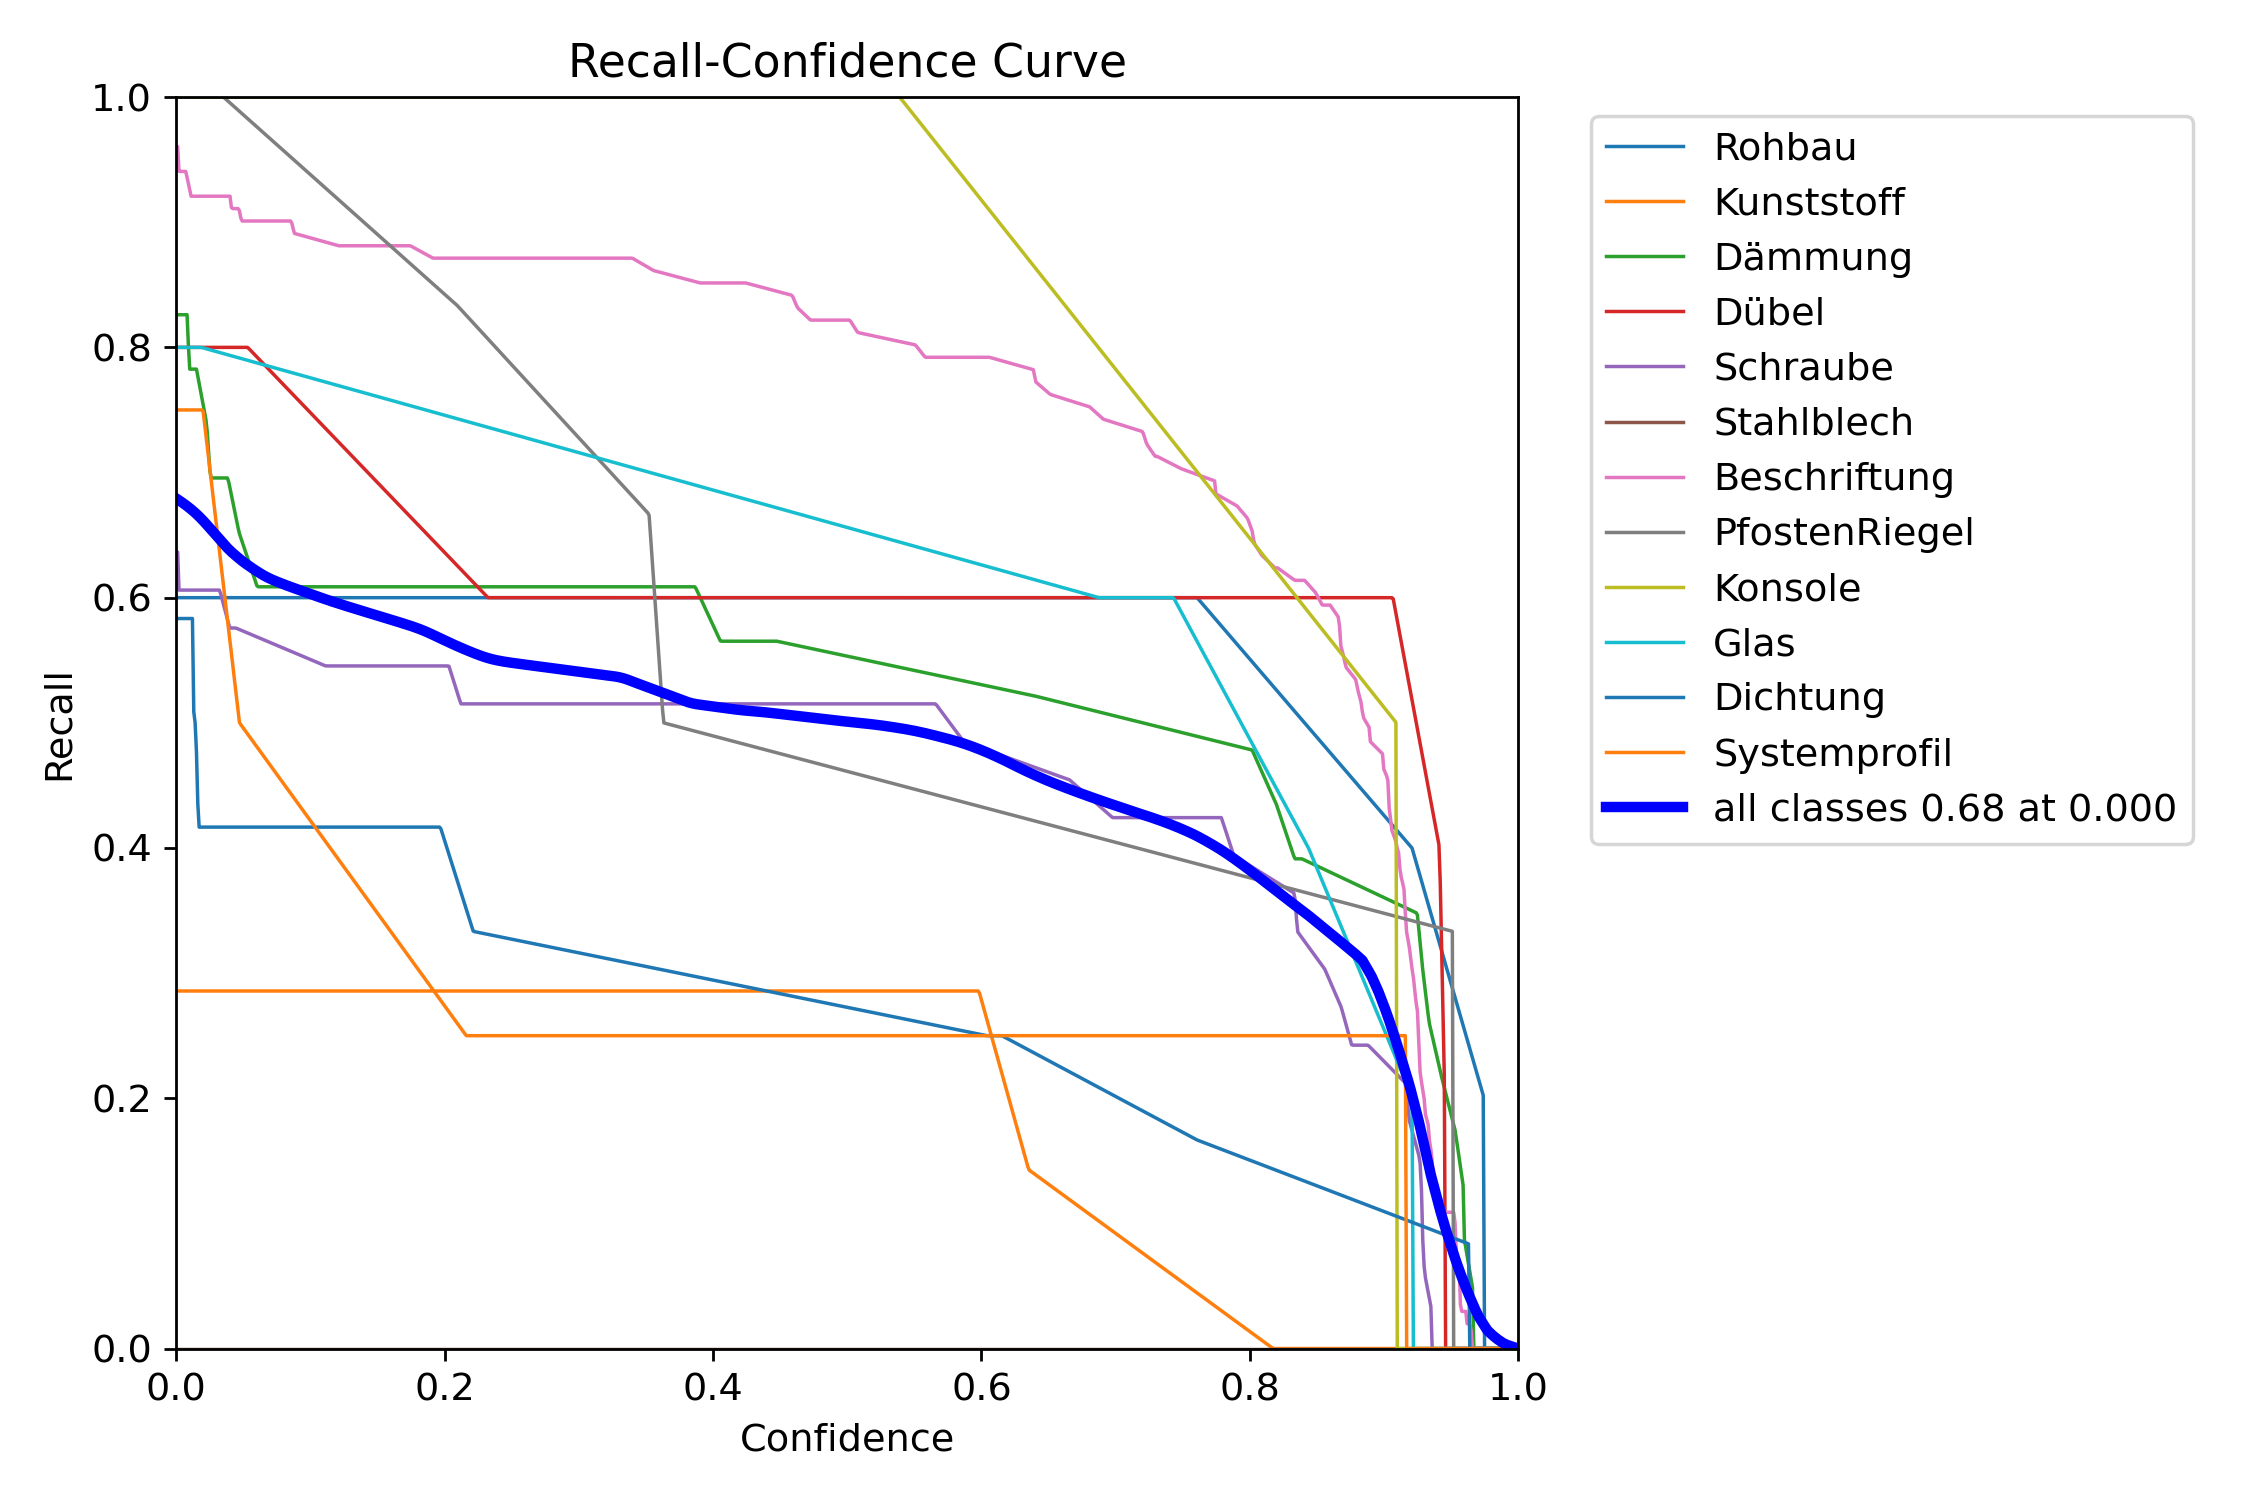 Recall-Confidence Curve
1.0
0.8
0.6
0.4
0.2
0.0
Recall
0.0 0.2 0.4 0.6 0.8 1.0
Confidence
Rohbau
Kunststoff
Dämmung
Dübel
Schraube
Stahlblech
Beschriftung
PfostenRiegel
Konsole
Glas
Dichtung
Systemprofil
all classes 0.68 at 0.000